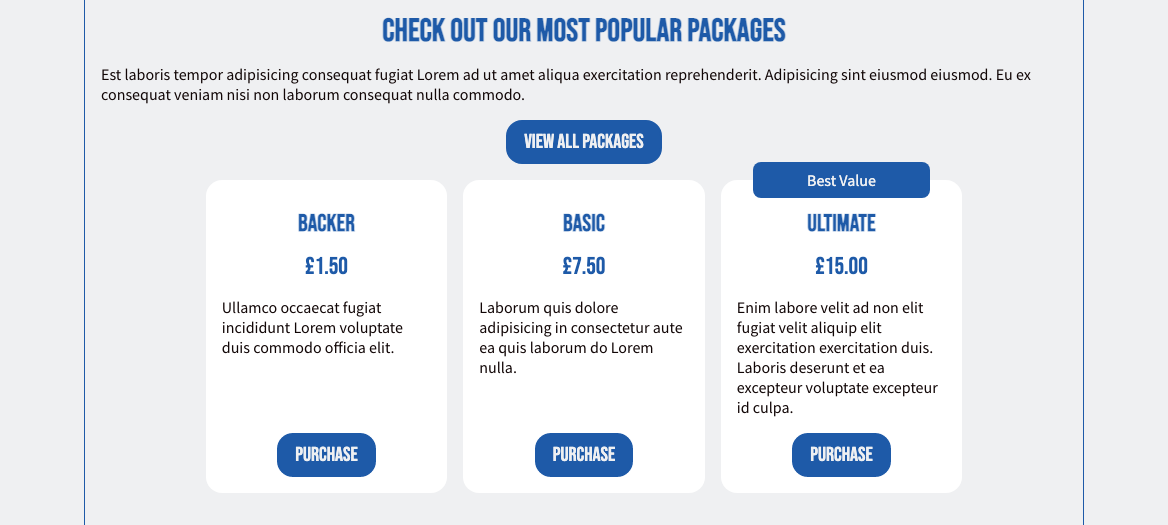 CHECK OUT OUR MOST POPULAR PACKAGES
Est laboris tempor adipisicing consequat fugiat Lorem ad ut amet aliqua exercitation reprehenderit. Adipisicing sint eiusmod eiusmod. Eu ex
consequat veniam nisi non laborum consequat nulla commodo.
VIEW ALL PACKAGES
BACKER
£1.50
Ullamco occaecat fugiat
incididunt Lorem voluptate
duis commodo officia elit.
PURCHASE
BASIC
£7.50
Laborum quis dolore
adipisicing in consectetur aute
ea quis laborum do Lorem
nulla.
PURCHASE
Best Value
ULTIMATE
£15.00
Enim labore velit ad non elit
fugiat velit aliquip elit
exercitation exercitation duis.
Laboris deserunt et ea
excepteur voluptate excepteur
id culpa.
PURCHASE